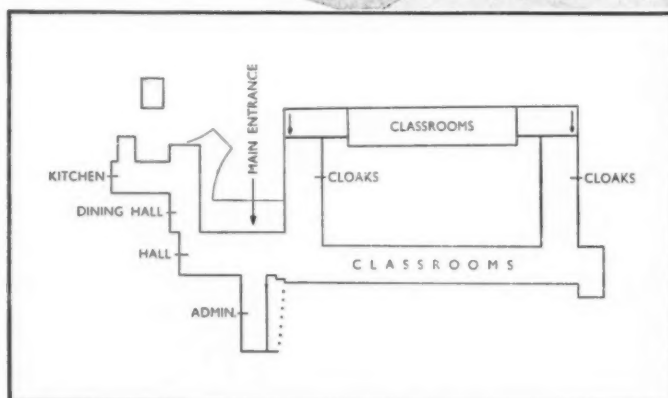 MAIN ENTRANCE
CLASSROOMS
KITCHEN
CLOAKS
CLOAKS
DINING HALL
HALL
CLASSROOMS
ADMIN.